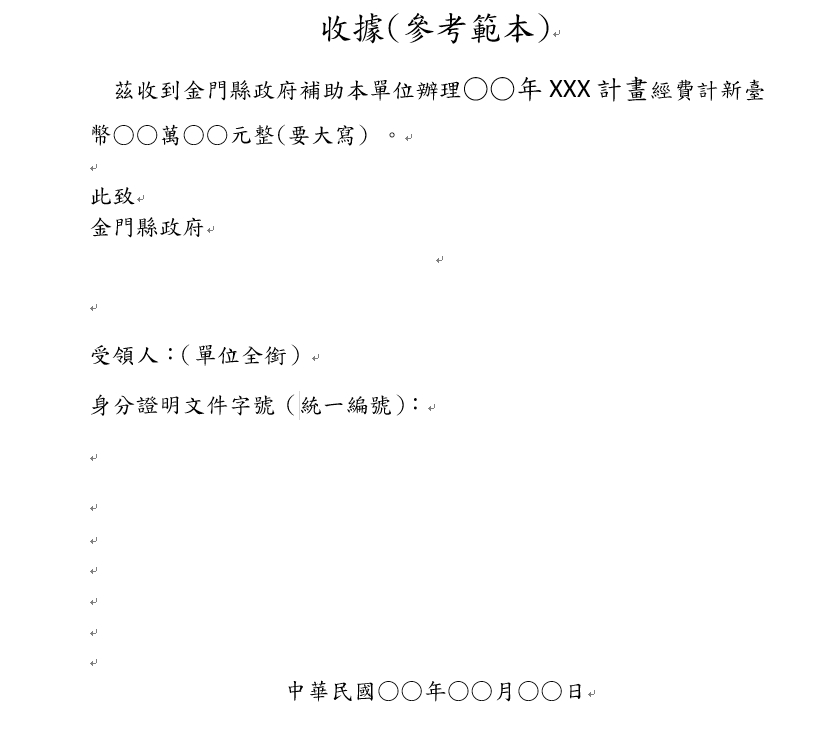 收據(參考範本)
茲收到金門縣政府補助本單位辦理○○年 XXX 計畫經費計新臺
幣○○萬○○元整(要大寫) 。
此致
金門縣政府
受領人：(單位全銜)
身分證明文件字號 (統一編號)：
中華民國○○年○○月○○日